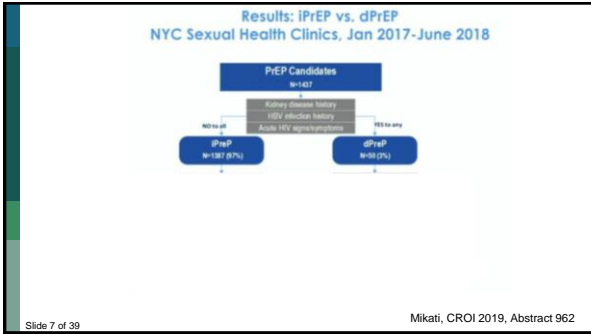 Results: iPrEP vs. dPrEP
NYC Sexual Health Clinics, Jan 2017-June 2018
PrEP Candidates
N=1437
Kidney disease history
HBV infection history
Acute HIV signs/symptoms
NO to all
YES to any
iPreP
N=1387 (97%)
dPreP
N=50 (3%)
Mikati, CROI 2019, Abstract 962
Slide 7 of 39